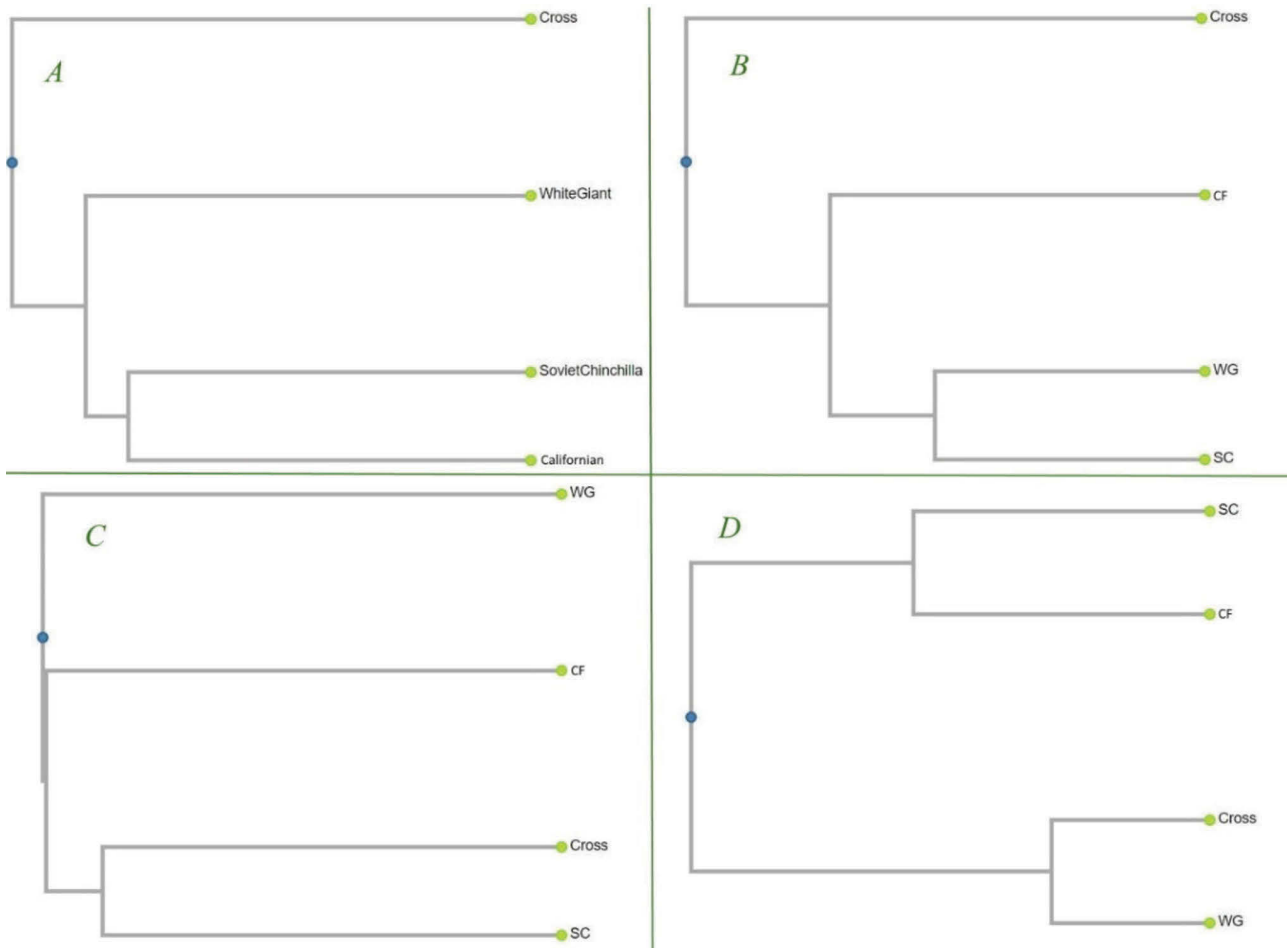 Cross
A
WhiteGiant
SovietChinchilla
Californian
Cross
B
CF
WG
SC
WG
C
CF
Cross
SC
SC
D
CF
Cross
WG